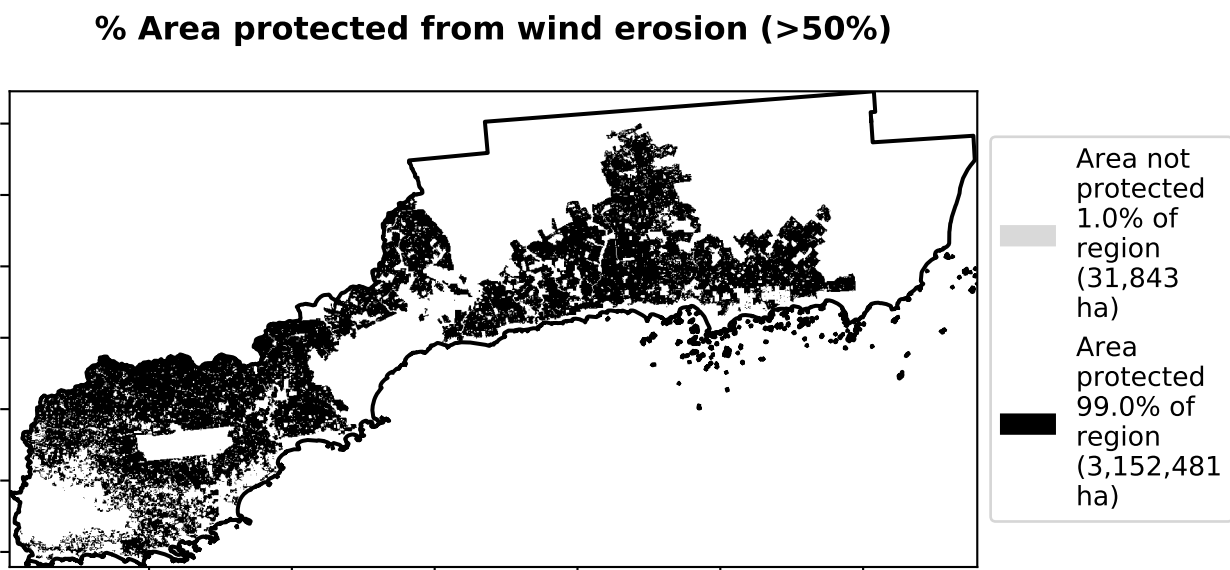 % Area protected from wind erosion (>50%)
Area not
protected
1.0% of
region
(31,843
ha)
Area
protected
99.0% of
region
(3,152,481
ha)